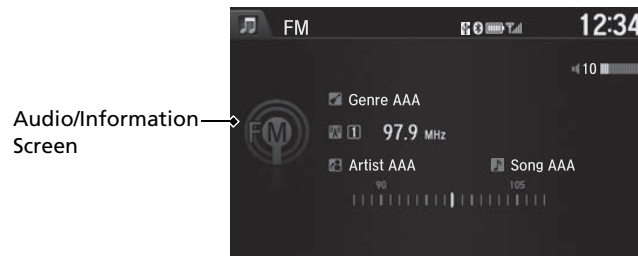 FM 12:34
10
Genre AAA
Audio/Information
Screen
FM
1 97.9 MHz
Artist AAA Song AAA
90 105